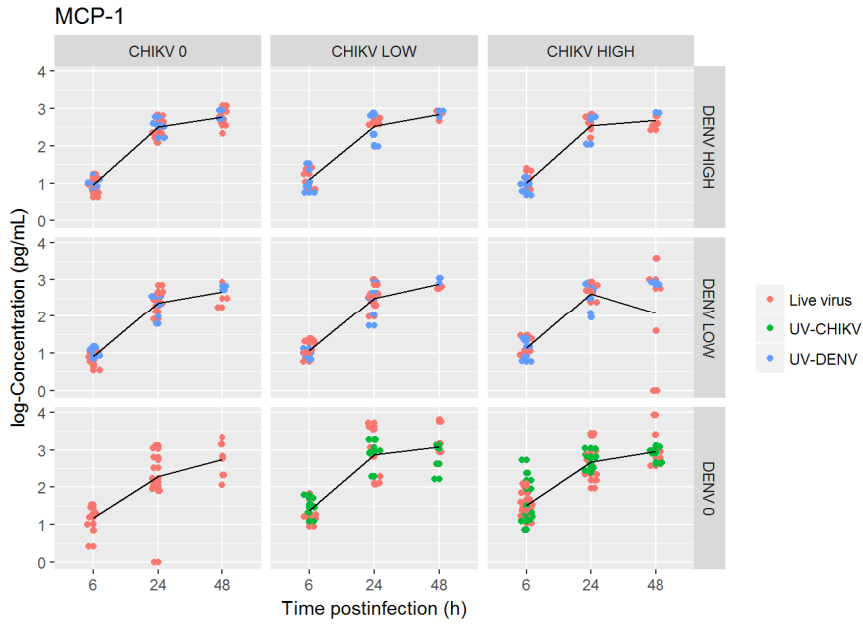 MCP-1
CHIKV 0 CHIKV LOW CHIKV HIGH
4
3
2
1
0
DENV HIGH
4
3
2
1
0
DENV LOW
4
3
2
1
0
DENV 0
log-Concentration (pg/mL)
6 24 48 6 24 48 6 24 48
Time postinfection (h)
Live virus
UV-CHIKV
UV-DENV